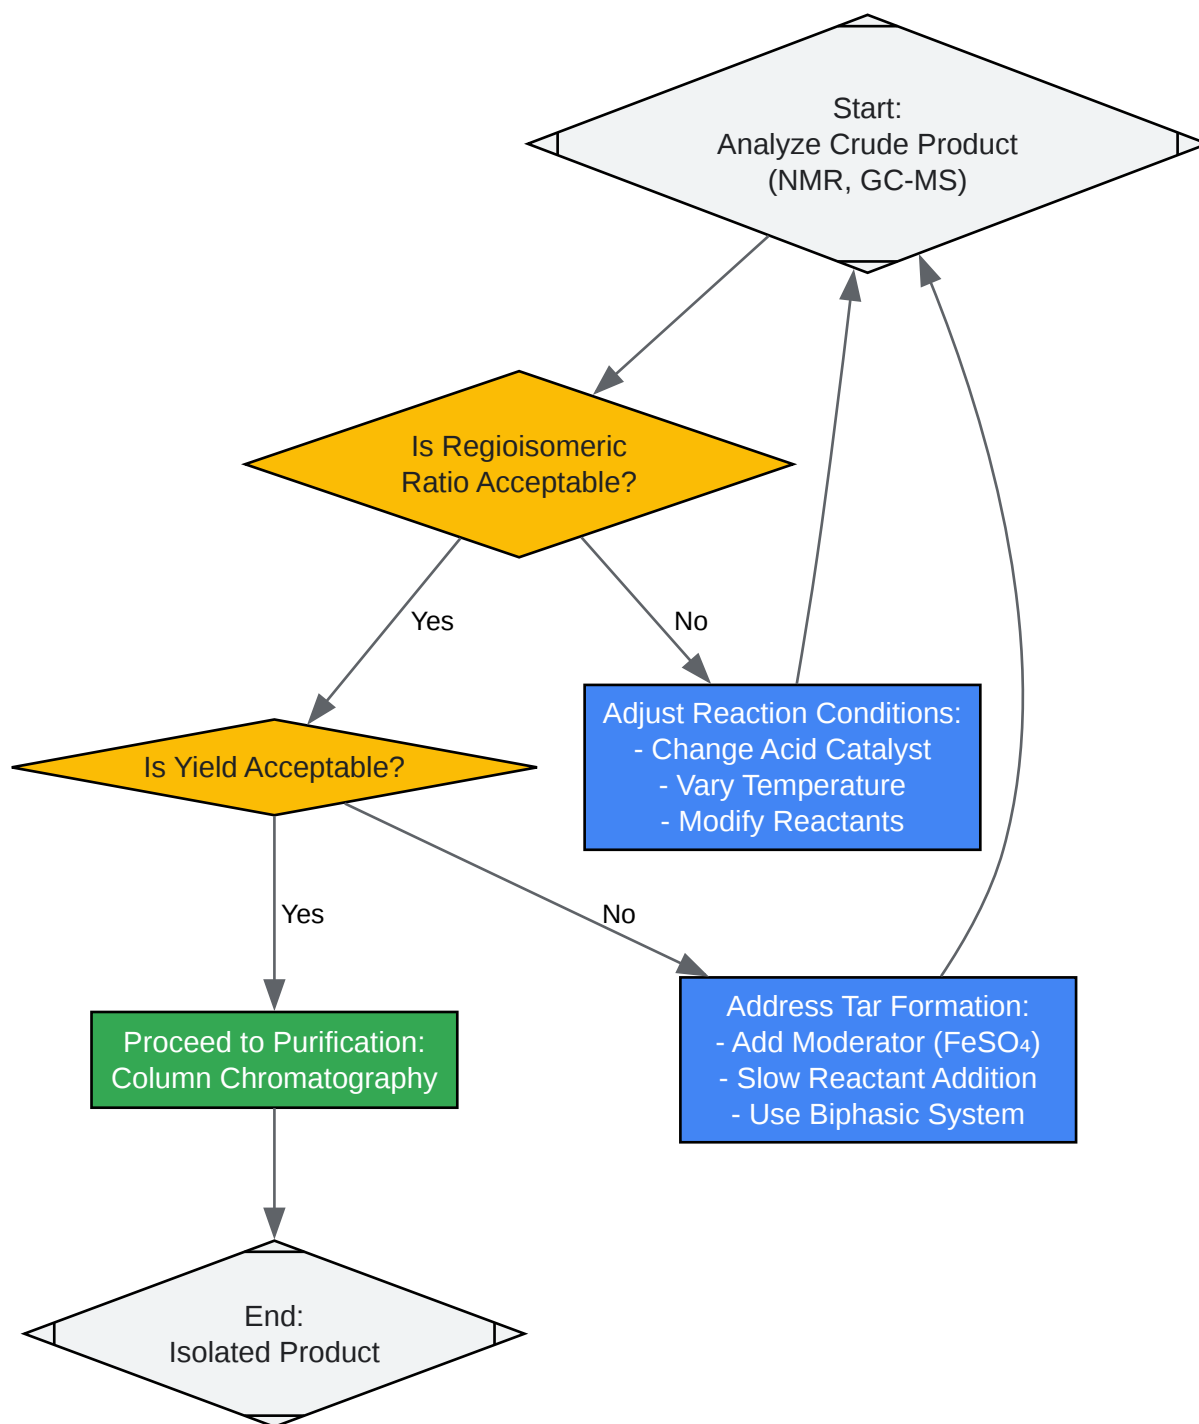 Start:
Analyze Crude Product
(NMR, GC-MS)
Is Regioisomeric
Ratio Acceptable?
Yes
No
Adjust Reaction Conditions:
- Change Acid Catalyst
- Vary Temperature
- Modify Reactants
Is Yield Acceptable?
Yes
No
Proceed to Purification:
Column Chromatography
Address Tar Formation:
- Add Moderator (FeSO₄)
- Slow Reactant Addition
- Use Biphasic System
End:
Isolated Product